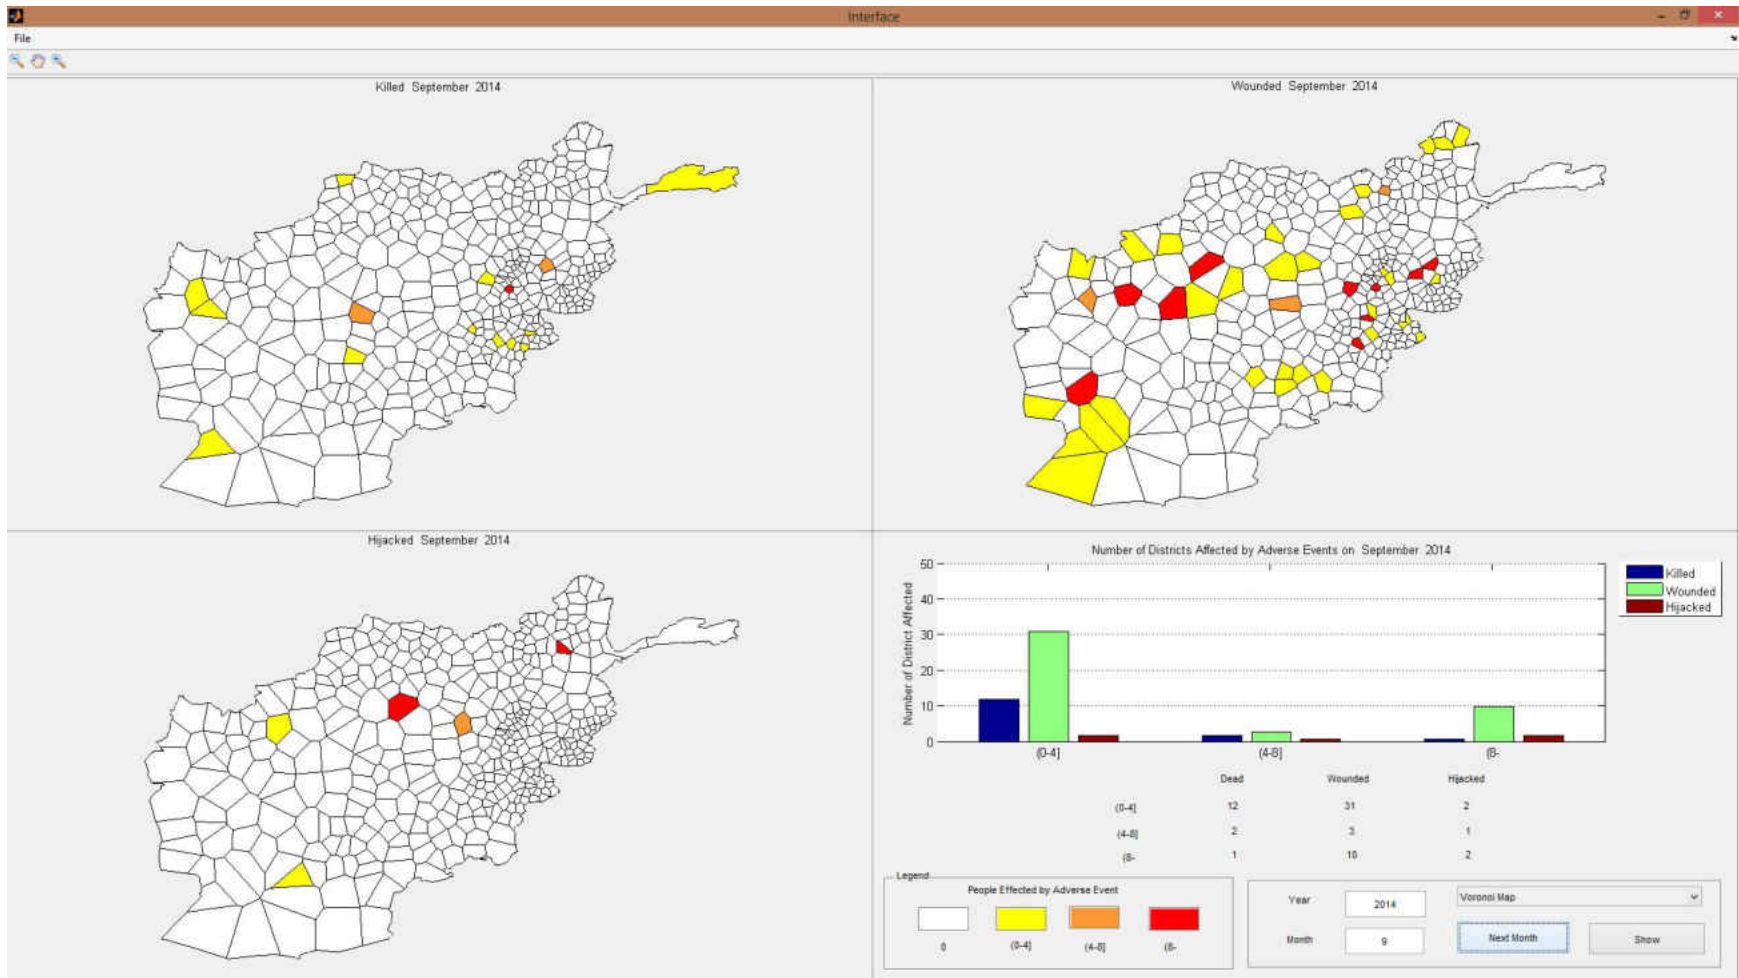 Interface
File
Killed September 2014
Wounded September 2014
Hijacked September 2014
Number of Districts Affected by Adverse Events on September 2014
Number of District Affected
50
40
30
20
10
0
(0-4]
(4-8]
(8-
Killed
Wounded
Hijacked
Dead Wounded Hijacked
(0-4] 12 31 2
(4-8] 2 3 1
(8- 1 10 2
Legend
People Effected by Adverse Event
0 (0-4] (4-8] (8-
Year 2014 Voronoi Map
Month 9 Next Month Show